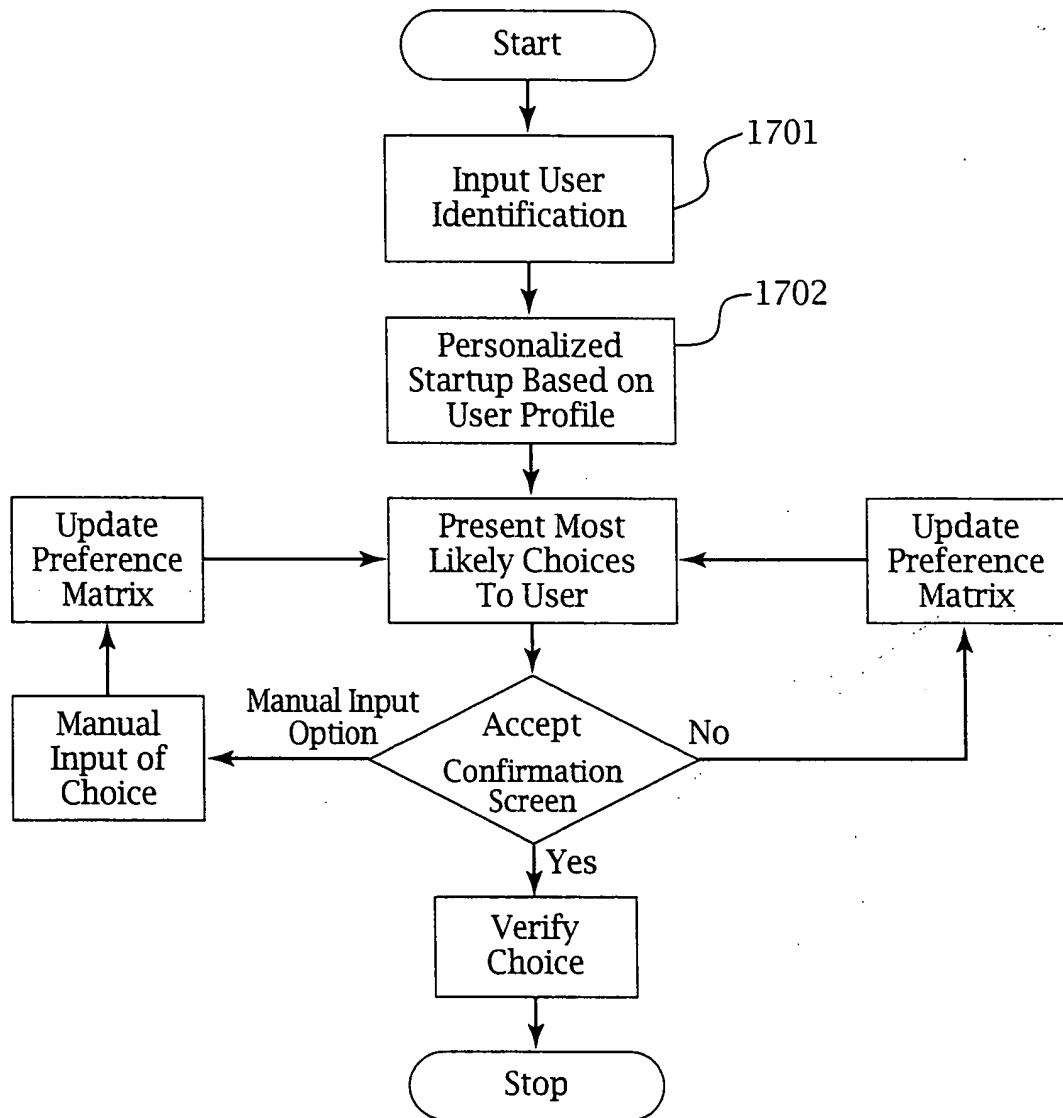 Start
1701
Input User
Identification
1702
Personalized
Startup Based on
User Profile
Update
Preference
Matrix
Present Most
Likely Choices
To User
Update
Preference
Matrix
Manual Input
Option
Manual
Input of
Choice
Accept
Confirmation
Screen
No
Yes
Verify
Choice
Stop